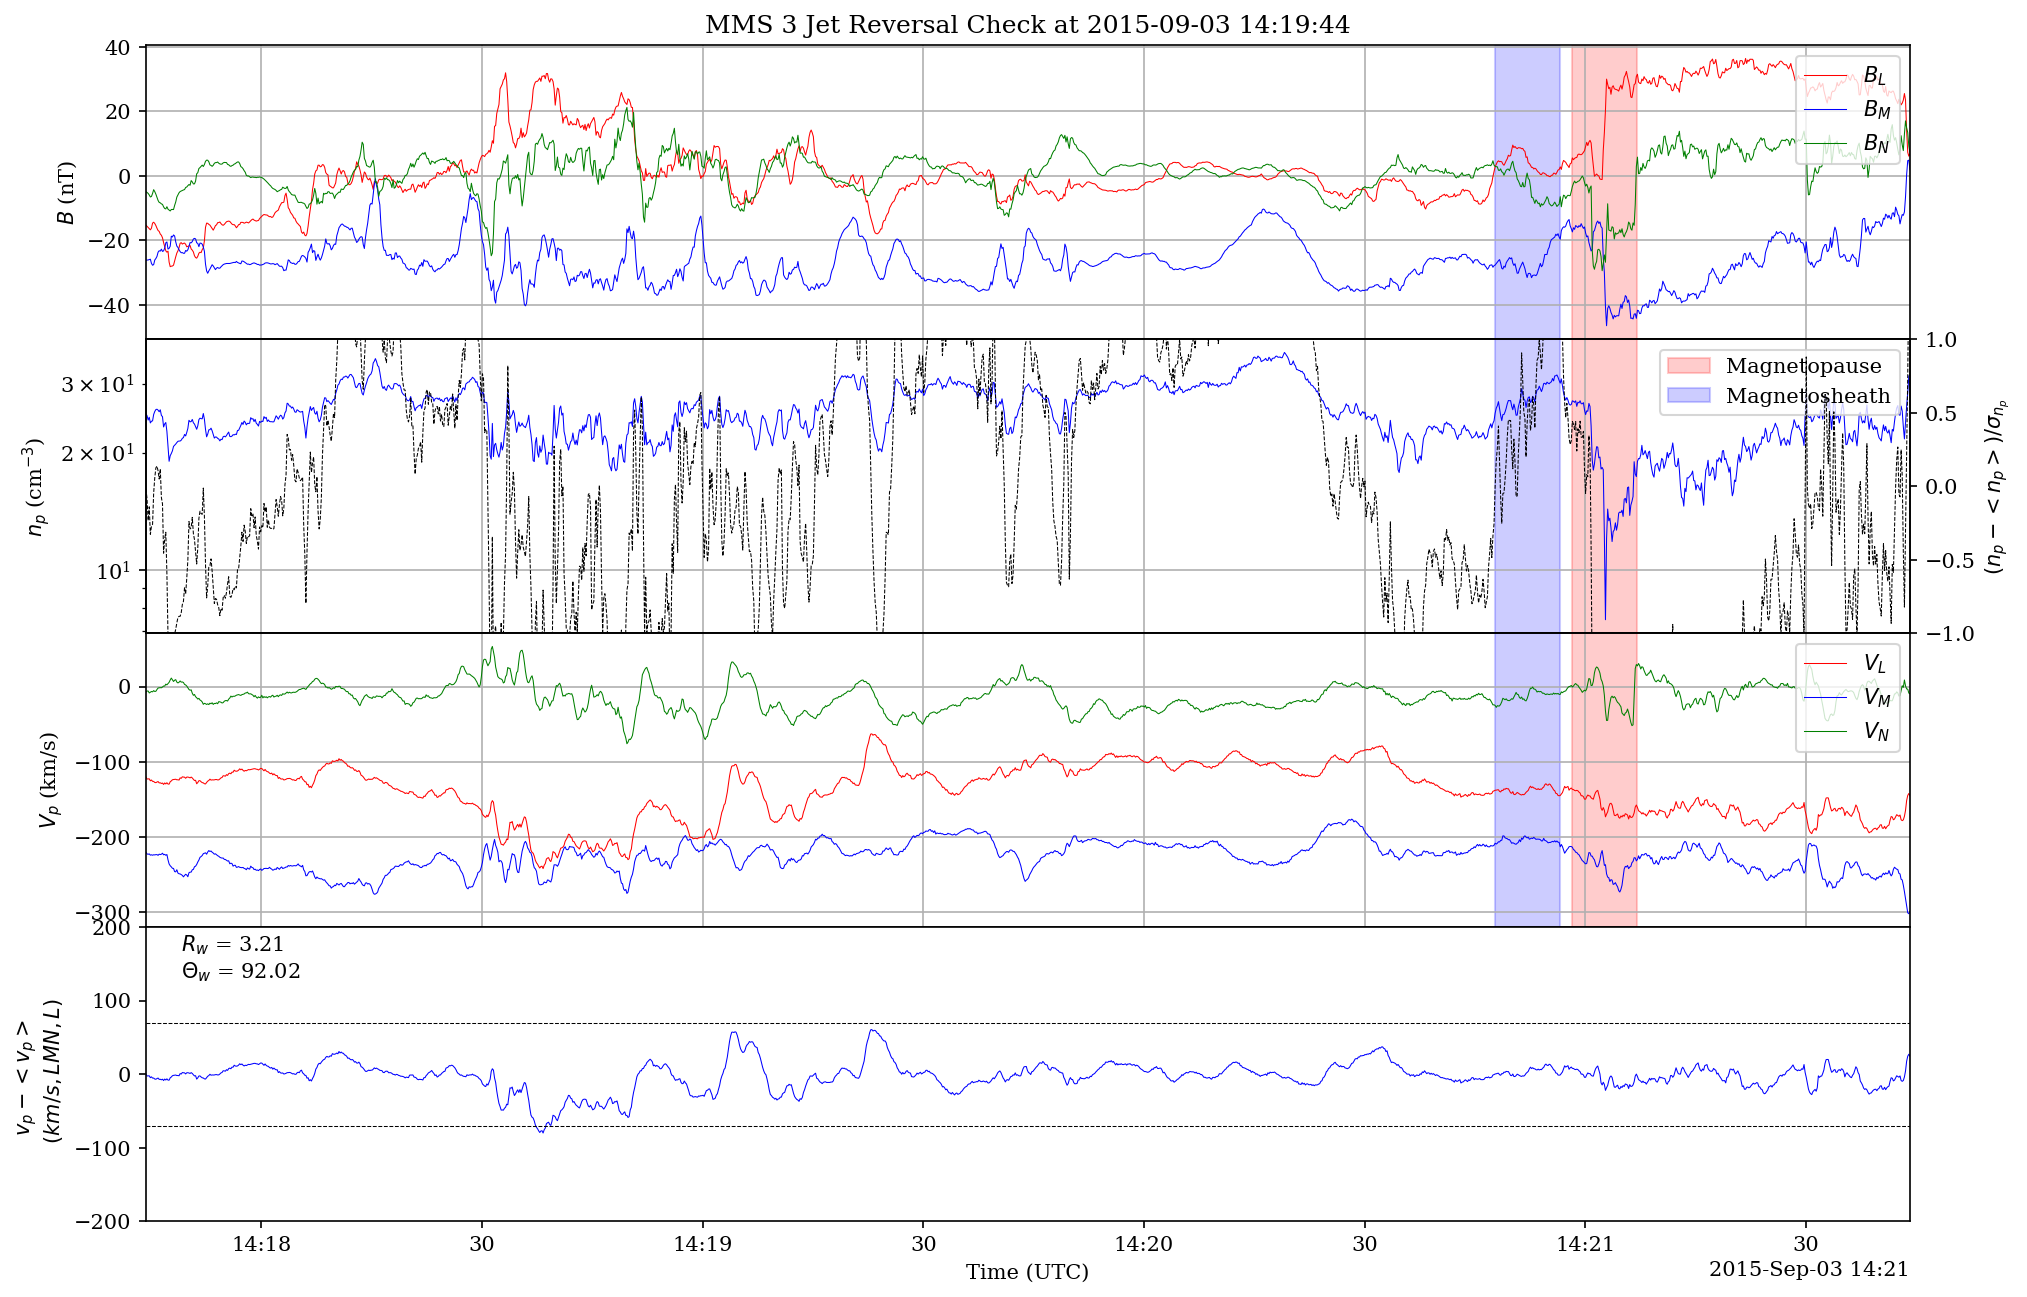 MMS 3 Jet Reversal Check at 2015-09-03 14:19:44
40
20
0
−20
−40
B (nT)
B_L
B_M
B_N
3 × 10^1
2 × 10^1
10^1
n_p (cm^{−3})
1.0
0.5
0.0
−0.5
−1.0
(n_p − < n_p > )/σ_{n_p}
Magnetopause
Magnetosheath
0
−100
−200
−300
V_p (km/s)
V_L
V_M
V_N
200
100
0
−100
−200
v_p − < v_p >
(km/s, LMN, L)
R_w = 3.21
Θ_w = 92.02
14:18 30 14:19 30 14:20 30 14:21 30
Time (UTC)
2015-Sep-03 14:21